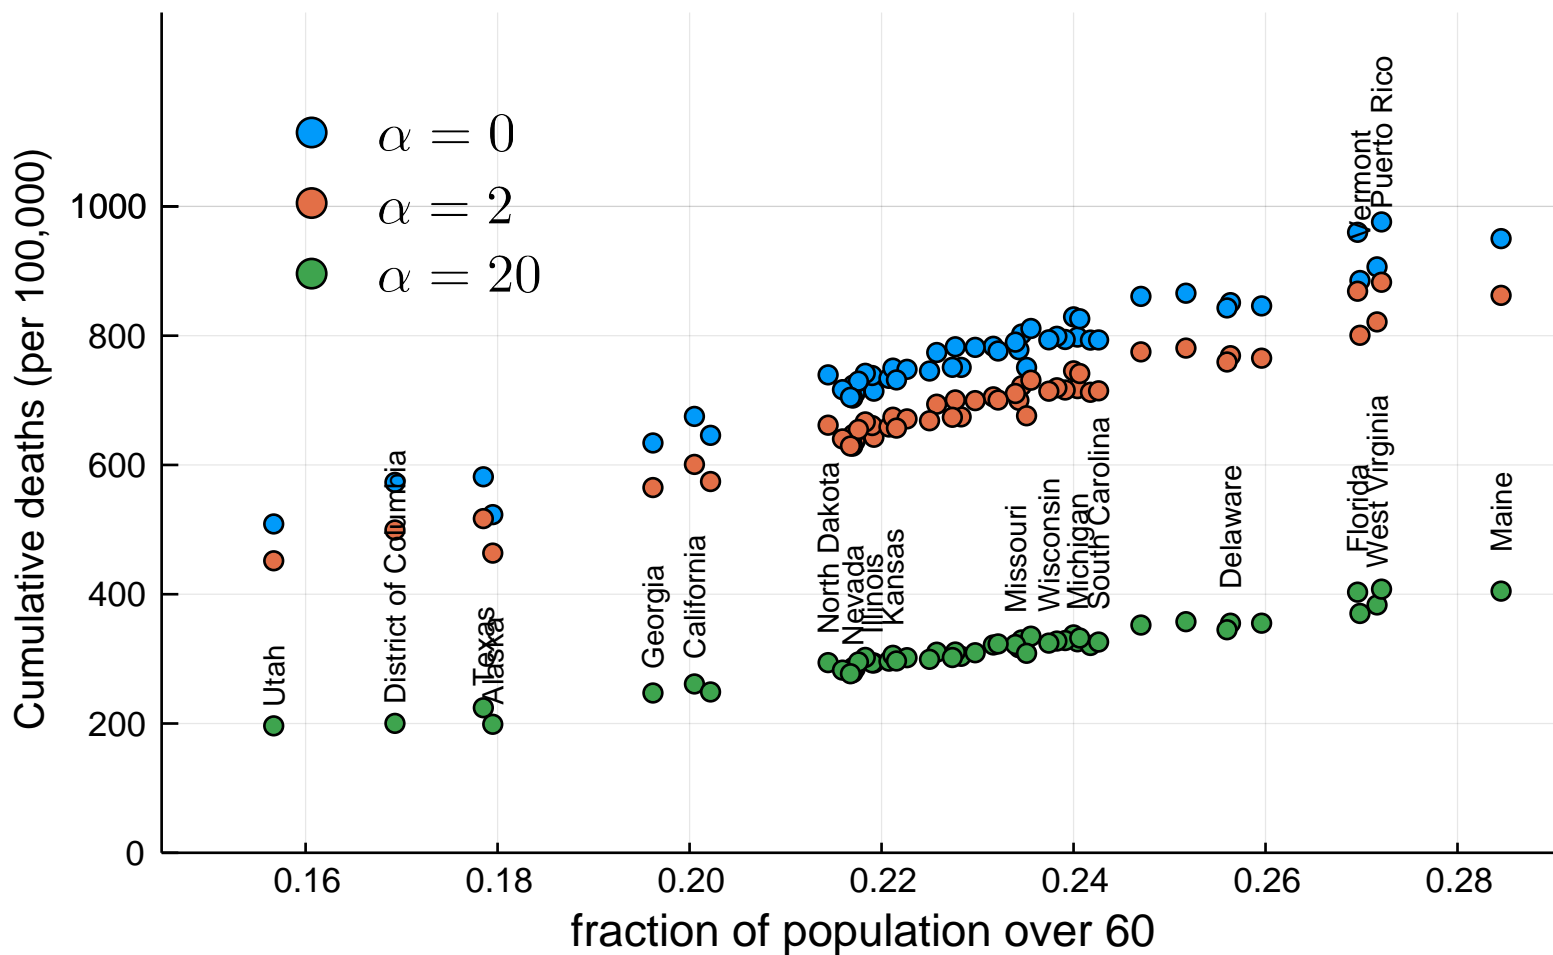 Cumulative deaths (per 100,000)
1000
800
600
400
200
0
α = 0
α = 2
α = 20
Utah
District of Coumia
Texas
Alaska
Georgia
California
North Dakota
Nevada
Illinois
Kansas
Missouri
Wisconsin
Michigan
South Carolina
Delaware
Vermont
Puerto Rico
Florida
West Virginia
Maine
0.16
0.18
0.20
0.22
0.24
0.26
0.28
fraction of population over 60